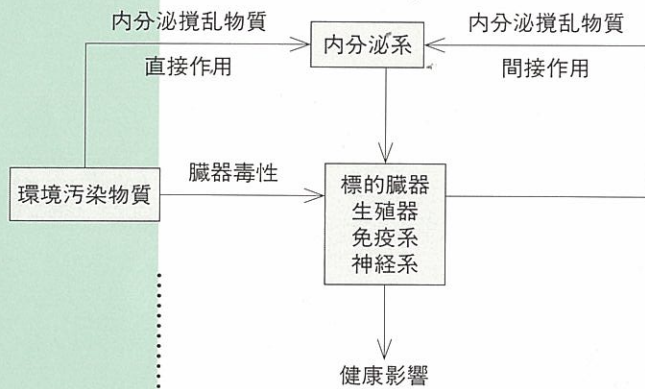 内分泌撹乱物質
直接作用
内分泌系
内分泌撹乱物質
間接作用
環境汚染物質
臓器毒性
標的臓器
生殖器
免疫系
神経系
健康影響